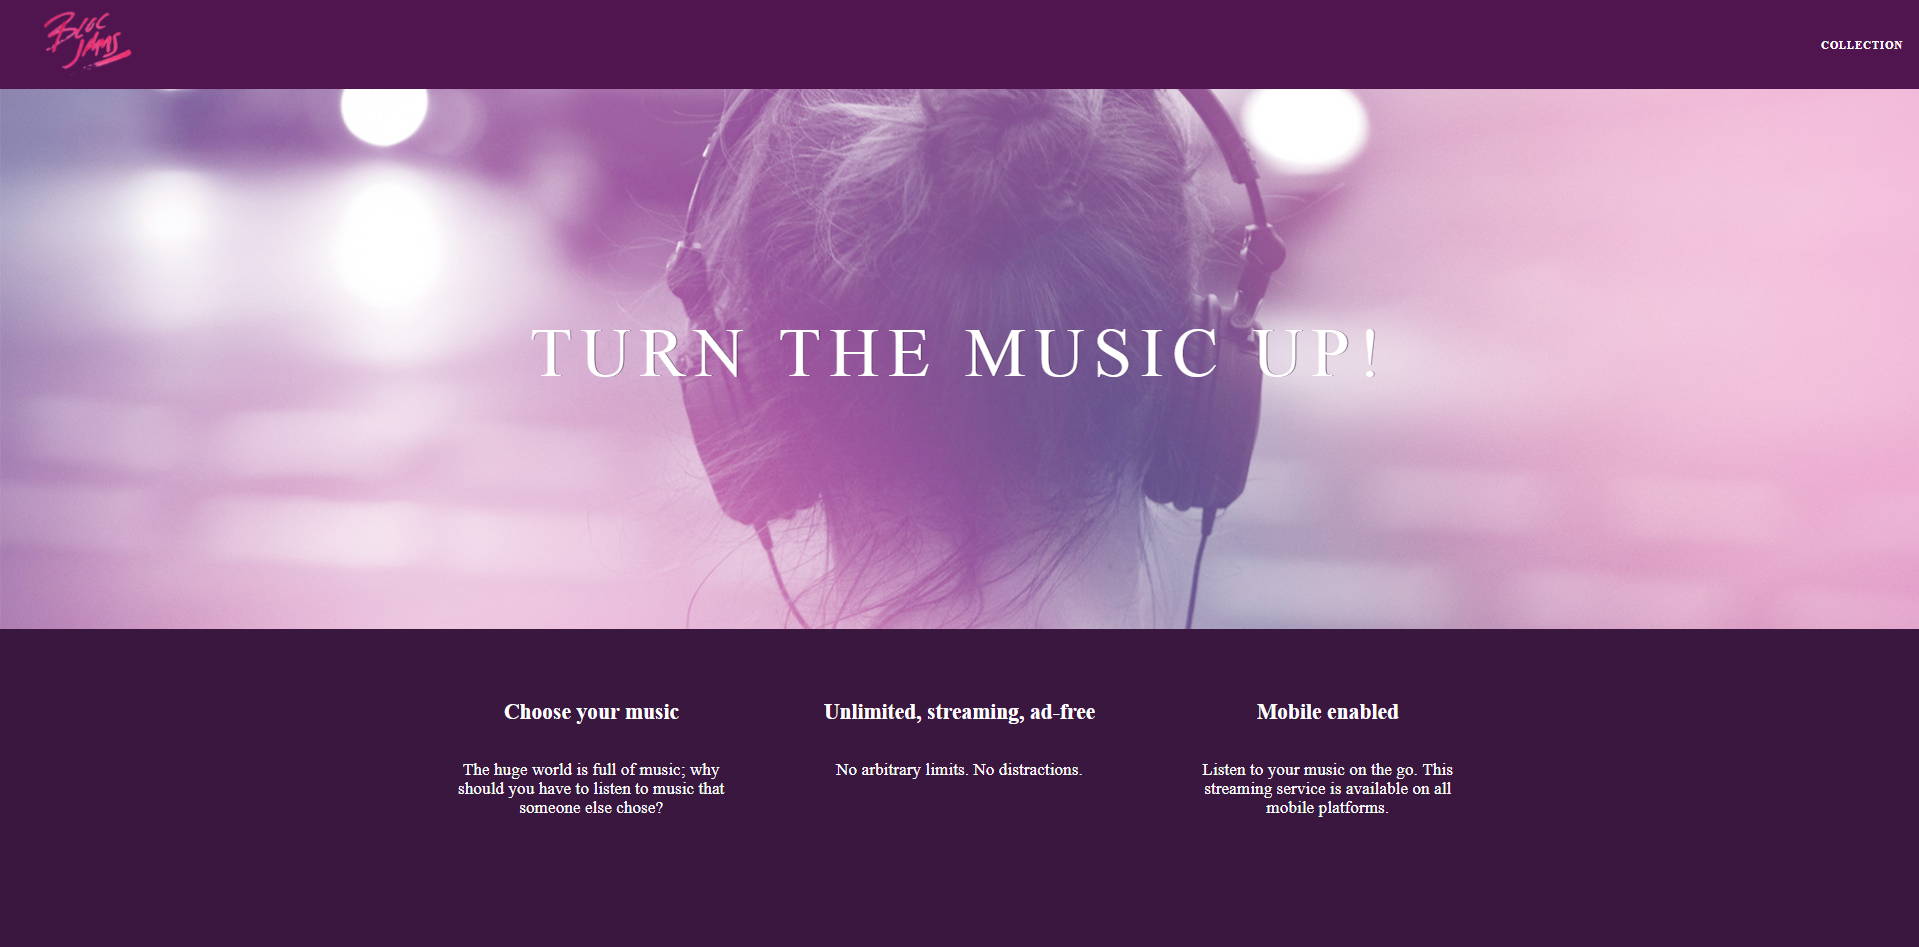 Bloc
Jams
COLLECTION
TURN THE MUSIC UP!
Choose your music
The huge world is full of music; why
should you have to listen to music that
someone else chose?
Unlimited, streaming, ad-free
No arbitrary limits. No distractions.
Mobile enabled
Listen to your music on the go. This
streaming service is available on all
mobile platforms.